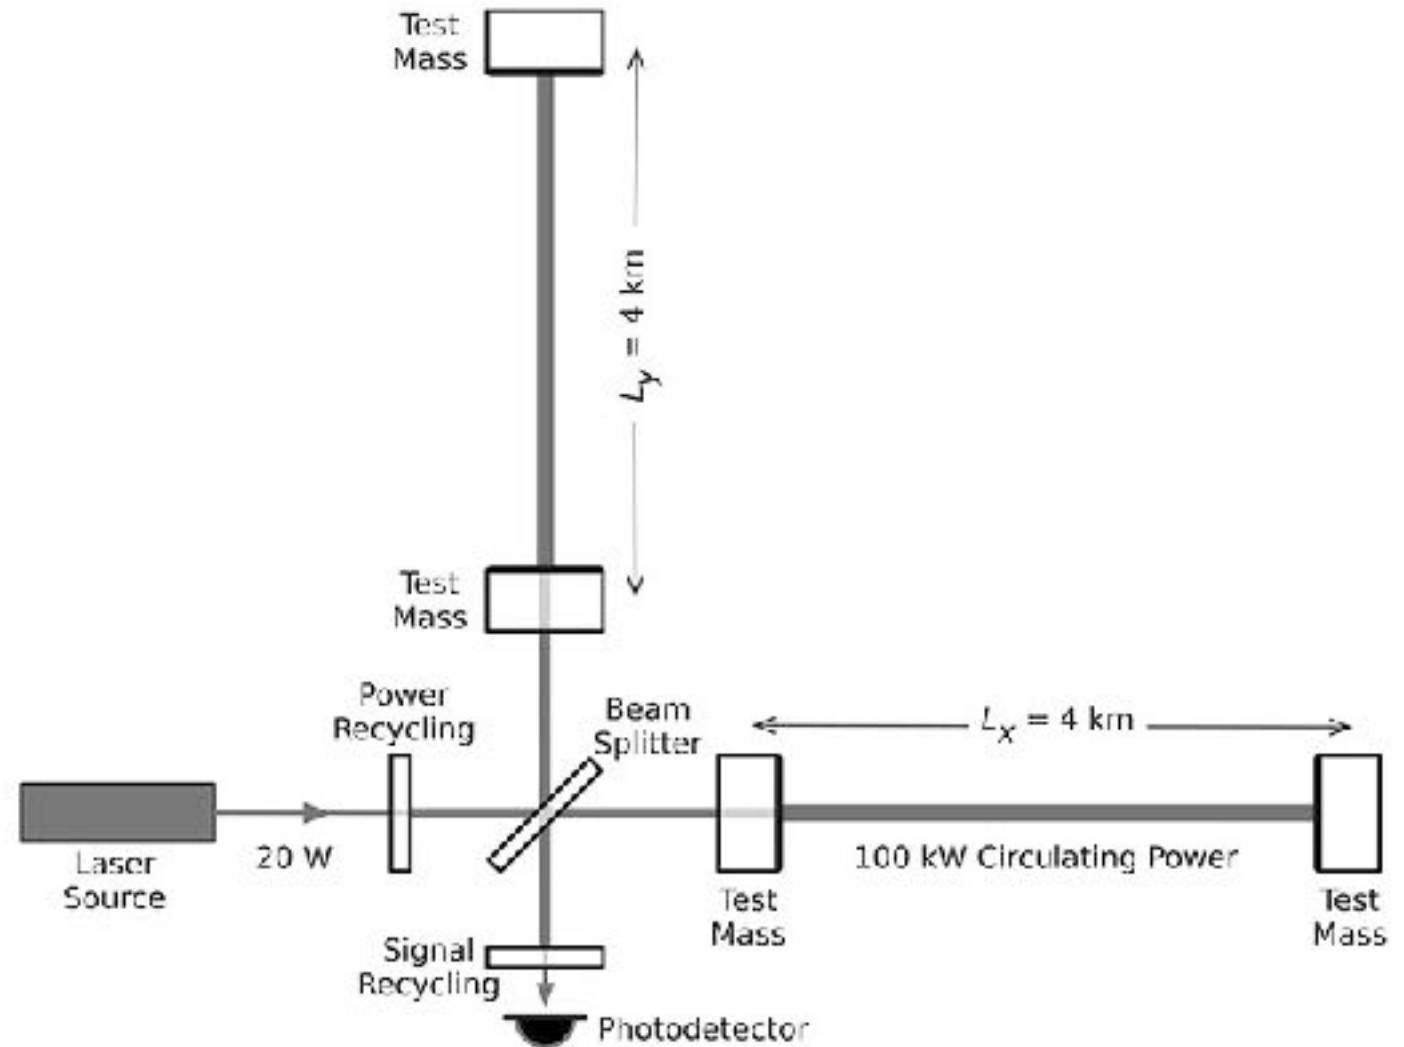 Test
Mass
Ly = 4 km
Test
Mass
Power
Recycling
Beam
Splitter
Lx = 4 km
Laser
Source
20 W
100 kW Circulating Power
Test
Mass
Test
Mass
Signal
Recycling
Photodetector